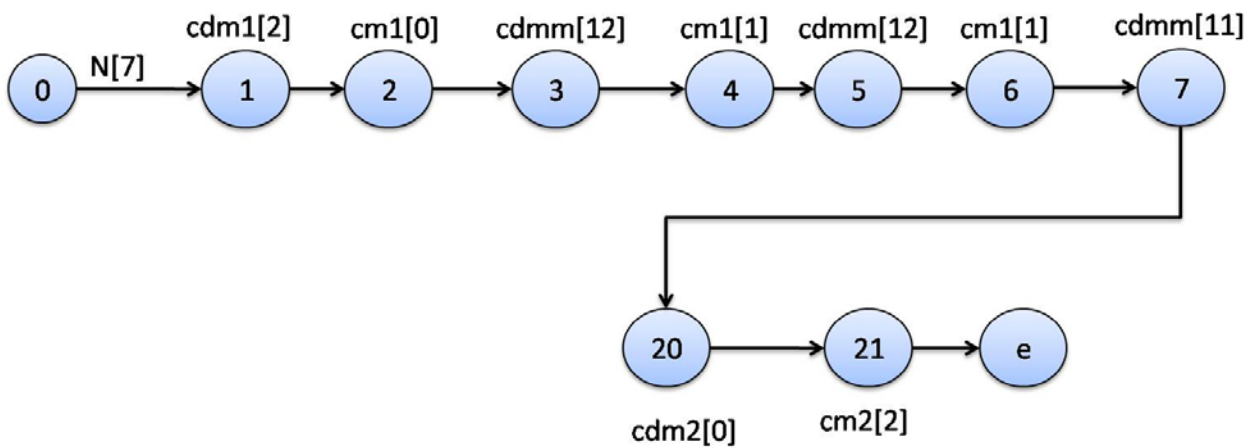 cdm1[2] cm1[0] cdmm[12] cm1[1] cdmm[12] cm1[1] cdmm[11]
0 N[7] 1 2 3 4 5 6 7
20 21 e
cdm2[0] cm2[2]